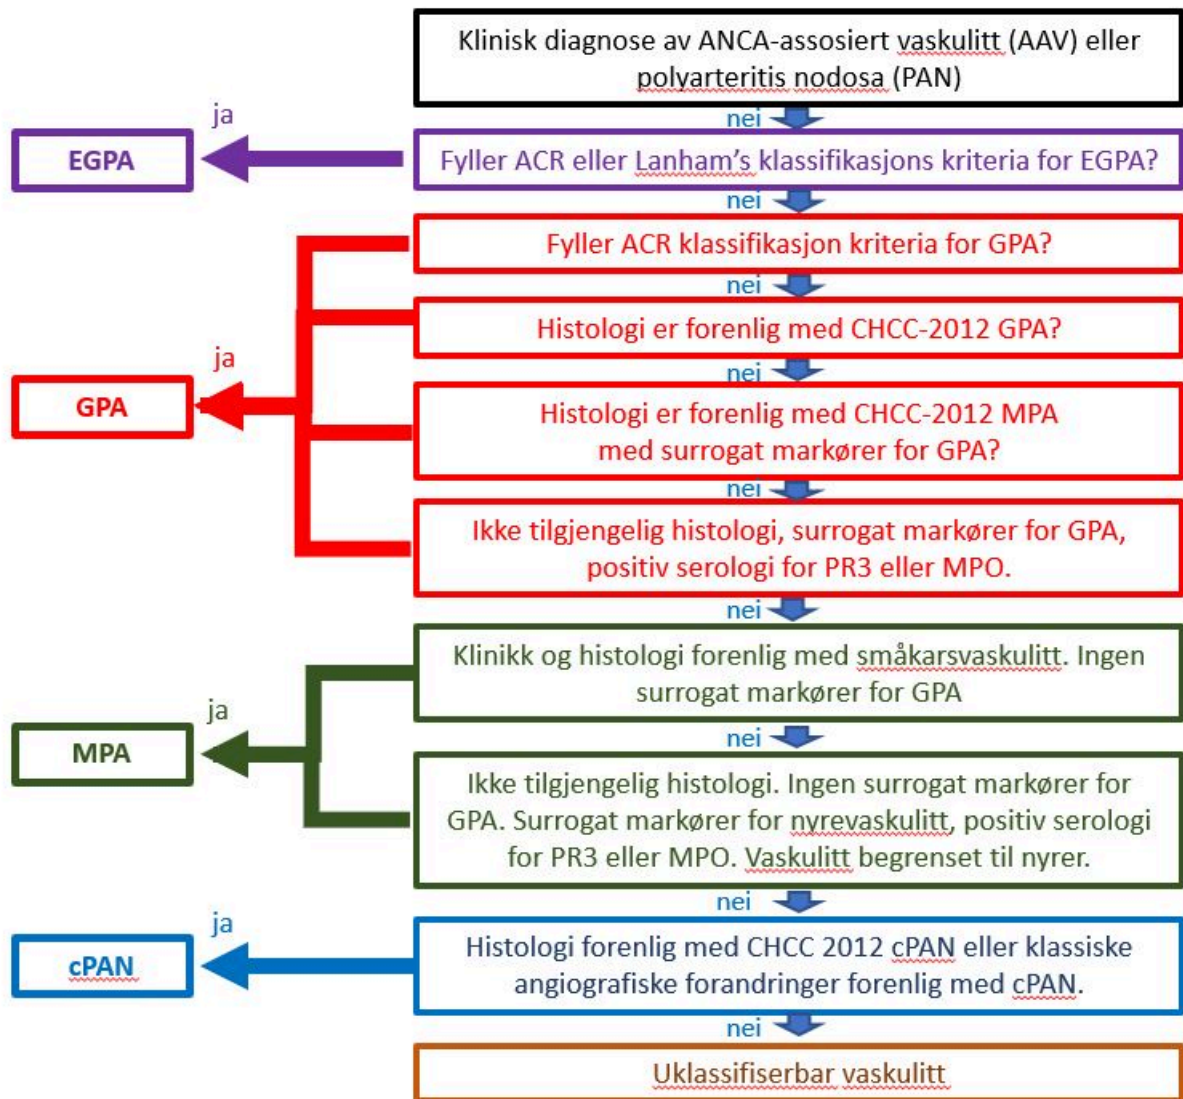 Klinisk diagnose av ANCA-assosiert vaskulitt (AAV) eller
polyarteritis nodosa (PAN)
nei
ja
EGPA
Fyller ACR eller Lanham's klassifikasjons kriteria for EGPA?
nei
Fyller ACR klassifikasjon kriteria for GPA?
nei
Histologi er forenlig med CHCC-2012 GPA?
ja
nei
GPA
Histologi er forenlig med CHCC-2012 MPA
med surrogat markører for GPA?
nei
Ikke tilgjengelig histologi, surrogat markører for GPA,
positiv serologi for PR3 eller MPO.
nei
Klinikk og histologi forenlig med småkarsvaskulitt. Ingen
surrogat markører for GPA
ja
nei
MPA
Ikke tilgjengelig histologi. Ingen surrogat markører for
GPA. Surrogat markører for nyrevaskulitt, positiv serologi
for PR3 eller MPO. Vaskulitt begrenset til nyrer.
nei
ja
cPAN
Histologi forenlig med CHCC 2012 cPAN eller klassiske
angiografiske forandringer forenlig med cPAN.
nei
Uklassifiserbar vaskulitt